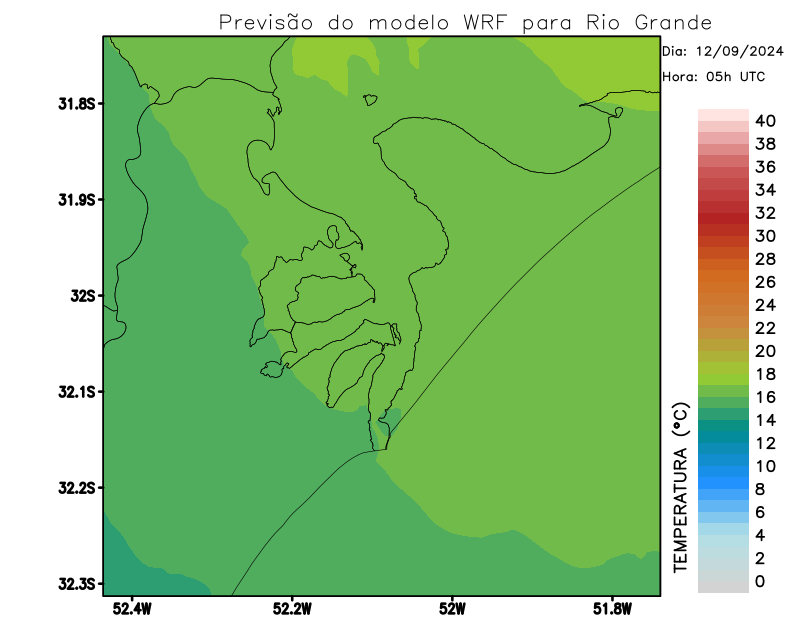 Previsão do modelo WRF para Rio Grande
Dia: 12/09/2024
Hora: 05h UTC
31.8S
31.9S
32S
32.1S
32.2S
32.3S
52.4W
52.2W
52W
51.8W
TEMPERATURA (°C)
40
38
36
34
32
30
28
26
24
22
20
18
16
14
12
10
8
6
4
2
0